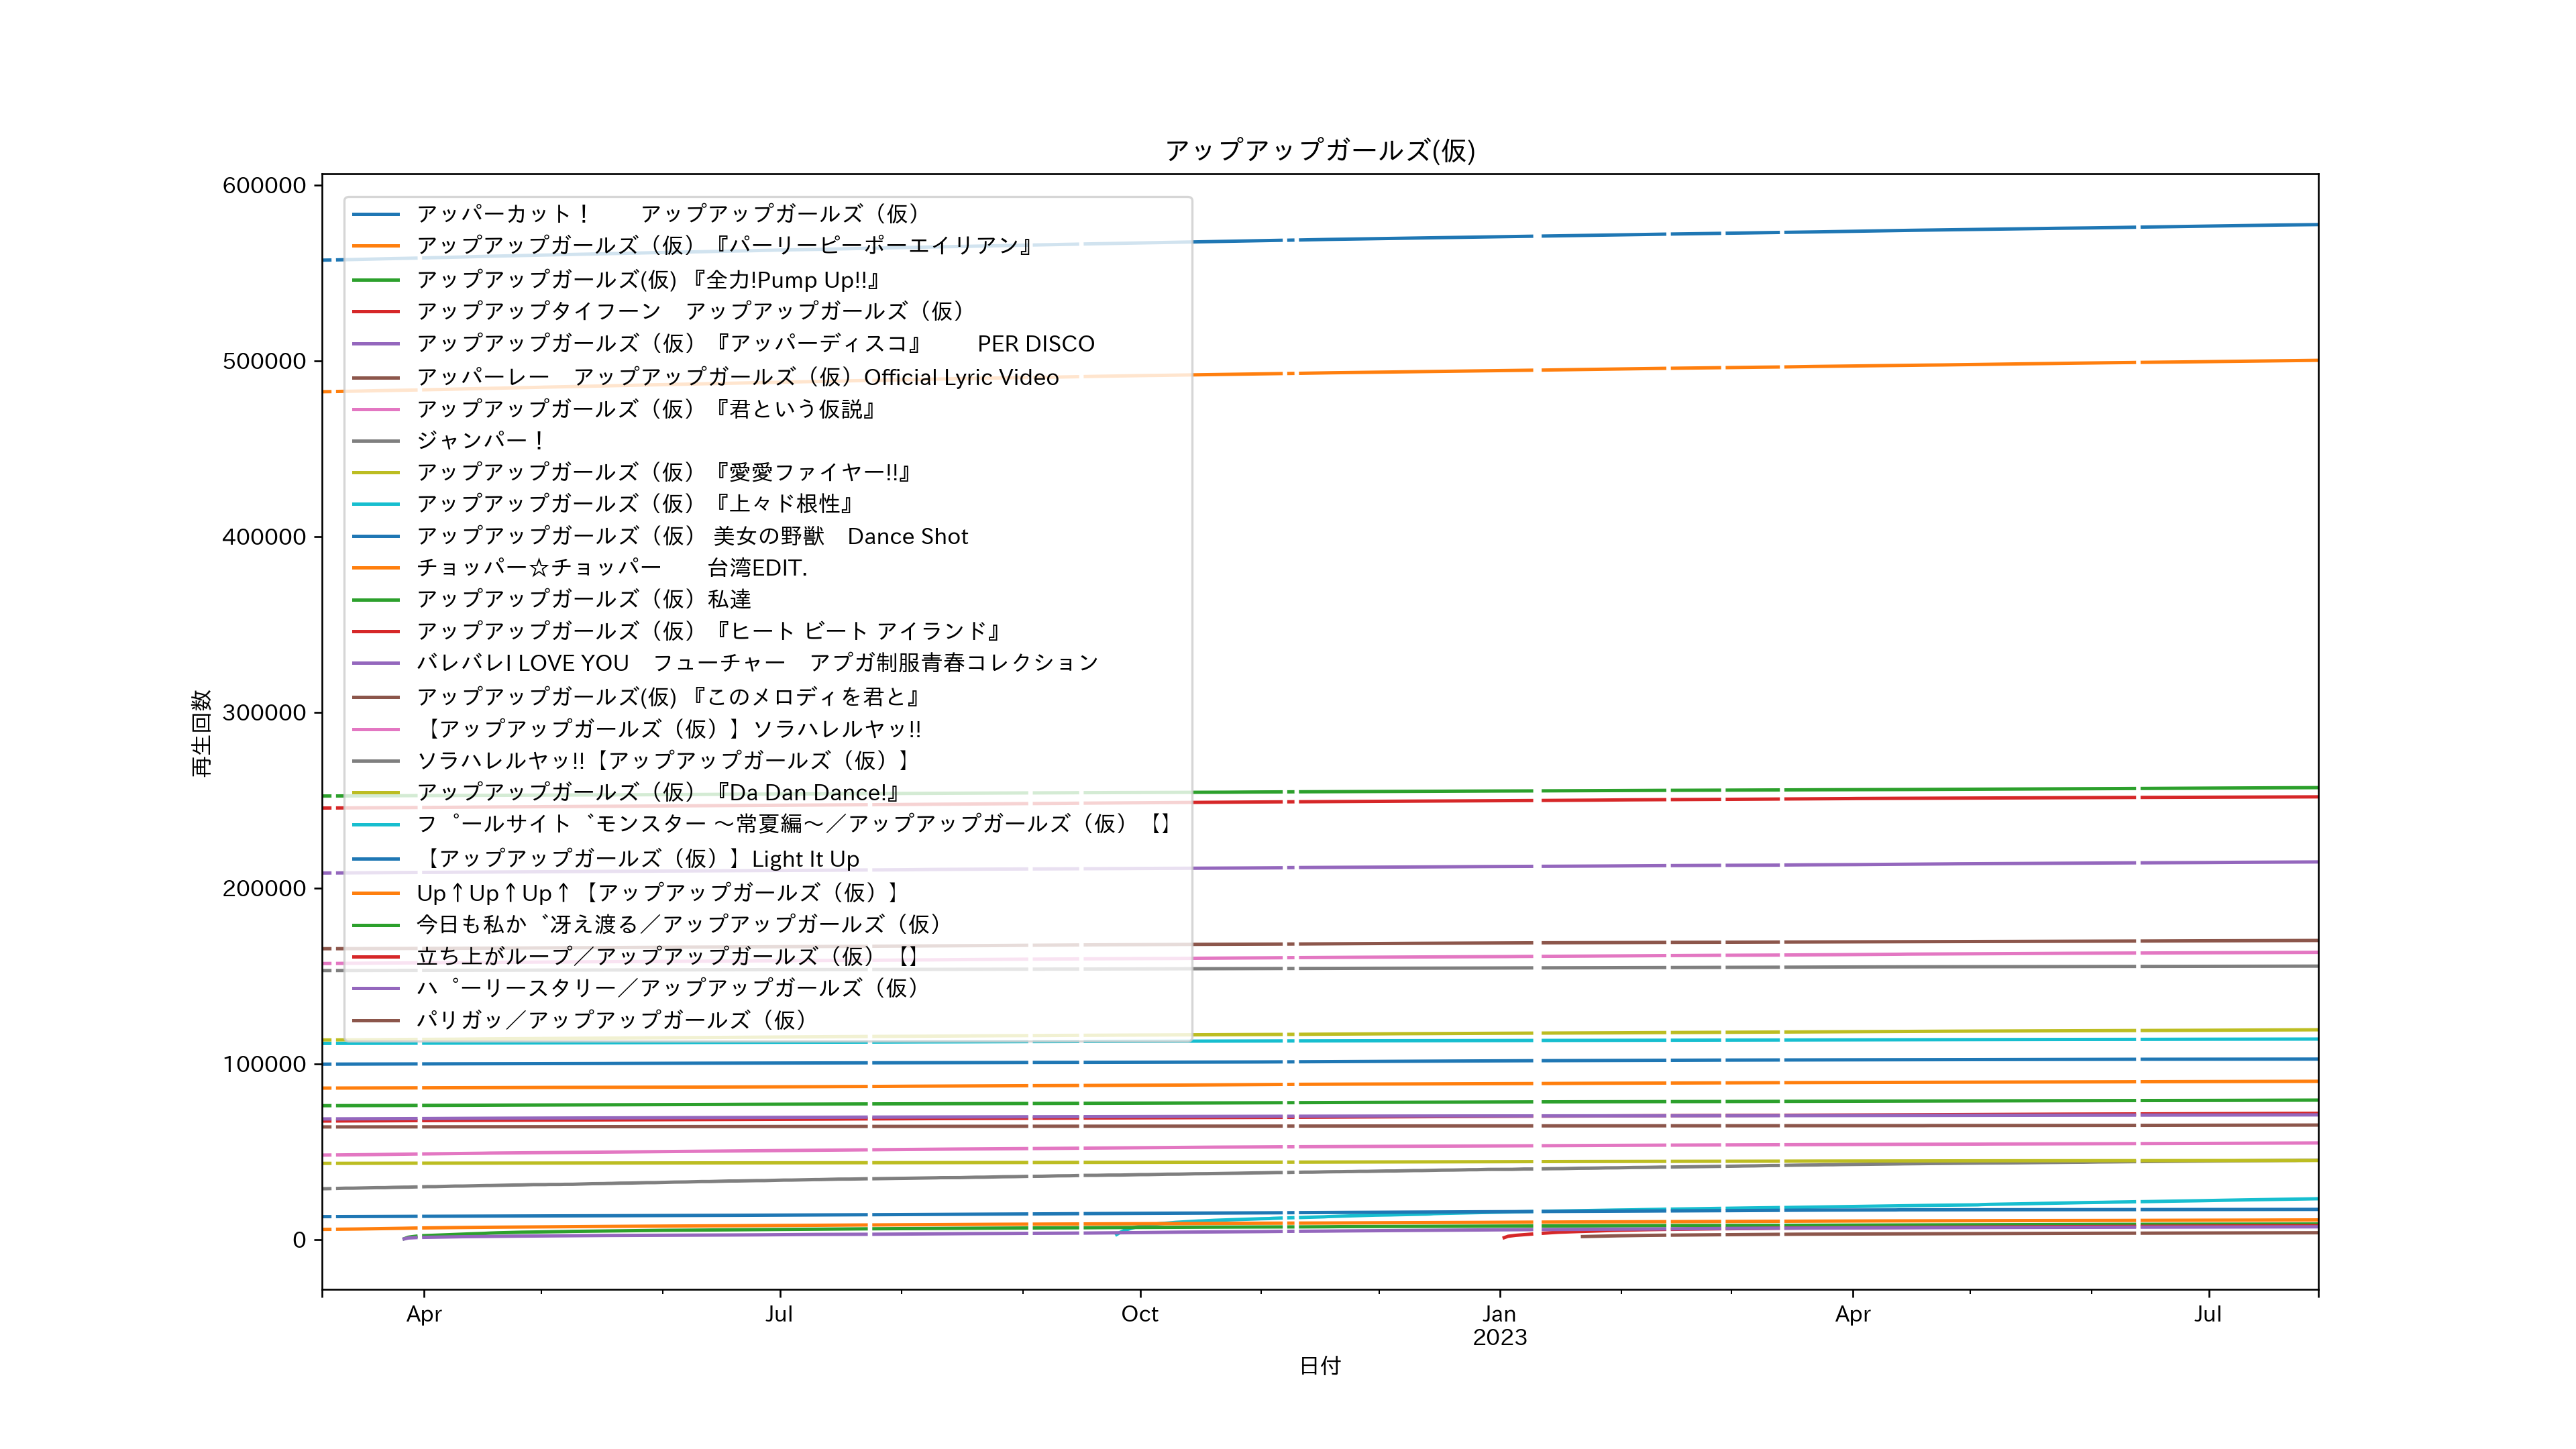 アップアップガールズ(仮)
600000
500000
400000
300000
200000
100000
0
再生回数
アッパーカット！　　アップアップガールズ（仮）
アップアップガールズ（仮）『パーリーピーポーエイリアン』
アップアップガールズ(仮) 『全力!Pump Up!!』
アップアップタイフーン　アップアップガールズ（仮）
アップアップガールズ（仮）『アッパーディスコ』　　PER DISCO
アッパーレー　アップアップガールズ（仮）Official Lyric Video
アップアップガールズ（仮）『君という仮説』
ジャンパー！
アップアップガールズ（仮）『愛愛ファイヤー!!』
アップアップガールズ（仮）『上々ド根性』
アップアップガールズ（仮） 美女の野獣　Dance Shot
チョッパー☆チョッパー　　台湾EDIT.
アップアップガールズ（仮）私達
アップアップガールズ（仮）『ヒート ビート アイランド』
バレバレI LOVE YOU　フューチャー　アプガ制服青春コレクション
アップアップガールズ(仮) 『このメロディを君と』
【アップアップガールズ（仮）】ソラハレルヤッ!!
ソラハレルヤッ!!【アップアップガールズ（仮）】
アップアップガールズ（仮）『Da Dan Dance!』
フ゜ールサイト゛モンスター ～常夏編～／アップアップガールズ（仮）【】
【アップアップガールズ（仮）】Light It Up
Up↑Up↑Up↑【アップアップガールズ（仮）】
今日も私か゛冴え渡る／アップアップガールズ（仮）
立ち上がループ／アップアップガールズ（仮）【】
ハ゜ーリースタリー／アップアップガールズ（仮）
パリガッ／アップアップガールズ（仮）
Apr
Jul
Oct
Jan
2023
Apr
Jul
日付